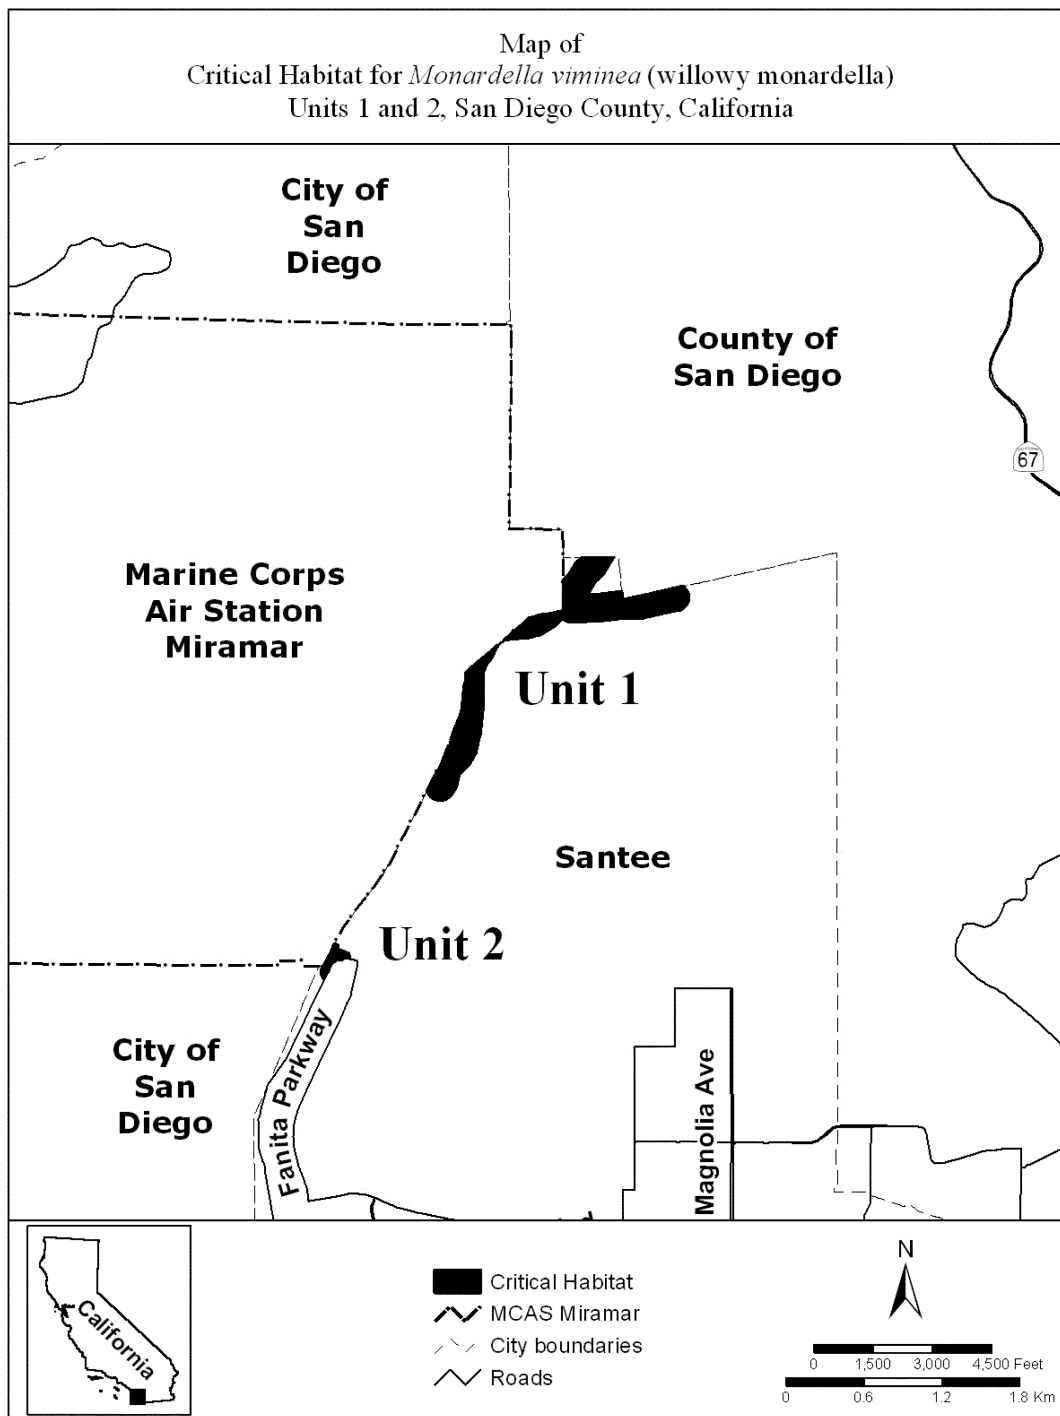 Map of
Critical Habitat for Monardella viminea (willowy monardella)
Units 1 and 2, San Diego County, California
City of
San
Diego
County of
San Diego
67
Marine Corps
Air Station
Miramar
Unit 1
Santee
Unit 2
City of
San
Diego
Fanita Parkway
Magnolia Ave
California
Critical Habitat
MCAS Miramar
City boundaries
Roads
N
0 1,500 3,000 4,500 Feet
0 0.6 1.2 1.8 Km